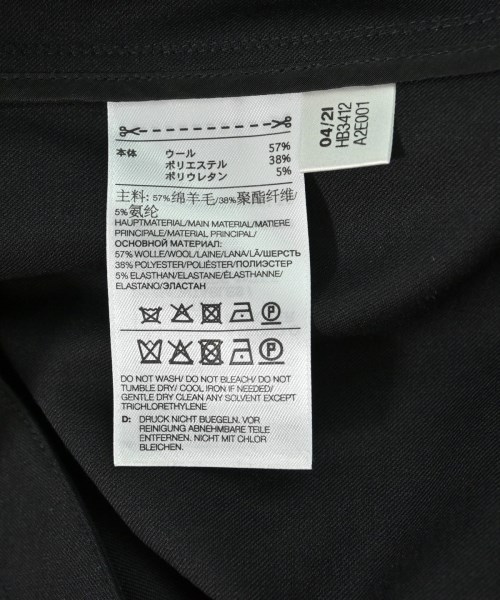 本体 ウール 57%
ポリエステル 38%
ポリウレタン 5%
主料: 57%绵羊毛/38%聚酯纤维/
5%氨纶
HAUPTMATERIAL/MAIN MATERIAL/MATIERE
PRINCIPALE/MATERIAL PRINCIPAL/
ОСНОВНОЙ МАТЕРИАЛ:
57% WOLLE/WOOL/LAINE/LANA/LÃ/ШЕРСТЬ
38% POLYESTER/POLIÉSTER/ПОЛИЭСТЕР
5% ELASTHAN/ELASTANE/ÉLASTHANNE/
ELASTANO/ЭЛАСТАН
P
P
DO NOT WASH/ DO NOT BLEACH/ DO NOT
TUMBLE DRY/ COOL IRON IF NEEDED/
GENTLE DRY CLEAN ANY SOLVENT EXCEPT
TRICHLORETHYLENE
D: DRUCK NICHT BUEGELN. VOR
REINIGUNG ABNEHMBARE TEILE
ENTFERNEN. NICHT MIT CHLOR
BLEICHEN.
04/21
HB3412
A2E001